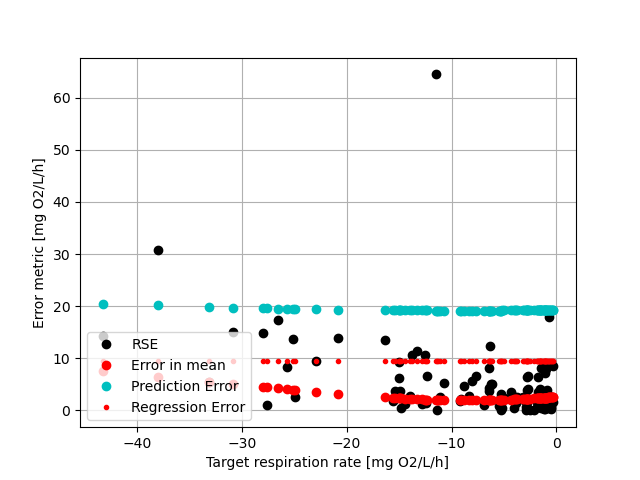 60
50
40
30
20
10
0
Error metric [mg O2/L/h]
RSE
Error in mean
Prediction Error
Regression Error
−40
−30
−20
−10
0
Target respiration rate [mg O2/L/h]